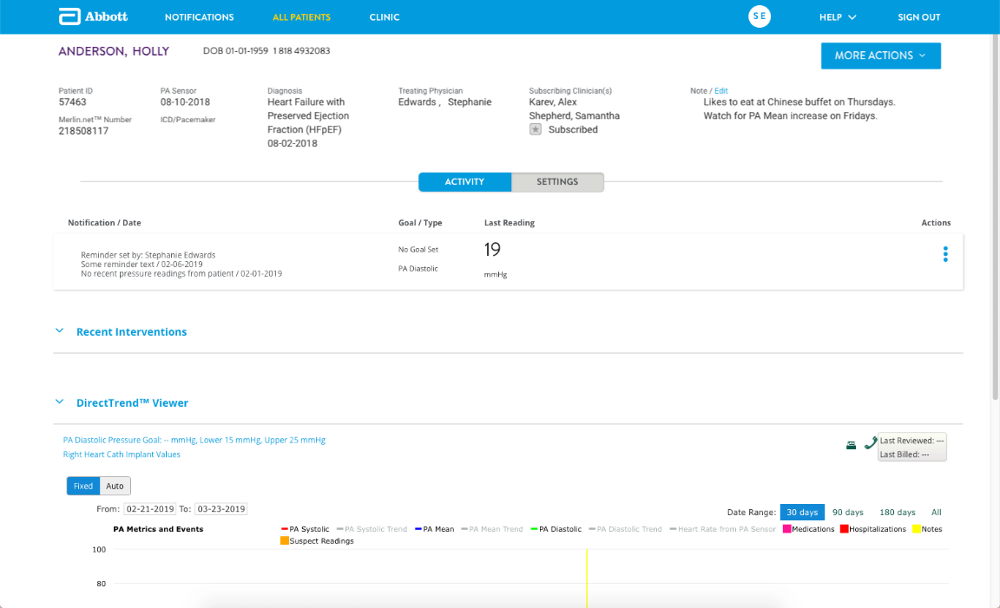 Abbott NOTIFICATIONS ALL PATIENTS CLINIC S E HELP SIGN OUT
ANDERSON, HOLLY DOB 01-01-1959 1 818 4932083 MORE ACTIONS
Patient ID PA Sensor Diagnosis Treating Physician Subscribing Clinician(s) Note / Edit
57463 08-10-2018 Heart Failure with Edwards , Stephanie Karev, Alex Likes to eat at Chinese buffet on Thursdays.
Merlin.net™ Number ICD/Pacemaker Preserved Ejection Shepherd, Samantha Watch for PA Mean increase on Fridays.
218508117 Fraction (HFpEF) Subscribed
08-02-2018
ACTIVITY SETTINGS
Notification / Date Goal / Type Last Reading Actions
Reminder set by: Stephanie Edwards No Goal Set 19
Some reminder text / 02-06-2019
No recent pressure readings from patient / 02-01-2019 PA Diastolic mmHg
Recent Interventions
DirectTrend™ Viewer
PA Diastolic Pressure Goal: -- mmHg, Lower 15 mmHg, Upper 25 mmHg Last Reviewed: ---
Right Heart Cath Implant Values Last Billed: ---
Fixed Auto
From: 02-21-2019 To: 03-23-2019 Date Range: 30 days 90 days 180 days All
PA Metrics and Events PA Systolic PA Systolic Trend PA Mean PA Mean Trend PA Diastolic PA Diastolic Trend Heart Rate from PA Sensor Medications Hospitalizations Notes
Suspect Readings
100
80